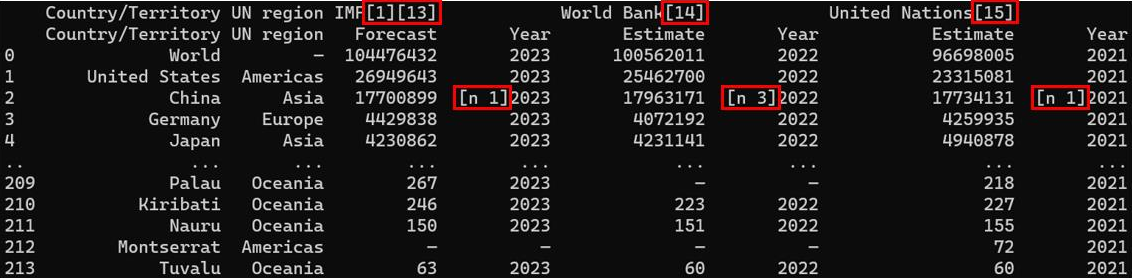 Country/Territory UN region IMF[1][13] World Bank[14] United Nations[15]
Country/Territory UN region Forecast Year Estimate Year Estimate Year
0 World — 104476432 2023 100562011 2022 96698005 2021
1 United States Americas 26949643 2023 25462700 2022 23315081 2021
2 China Asia 17700899 [n 1]2023 17963171 [n 3]2022 17734131 [n 1]2021
3 Germany Europe 4429838 2023 4072192 2022 4259935 2021
4 Japan Asia 4230862 2023 4231141 2022 4940878 2021
.. ... ... ... ... ... ... ... ...
209 Palau Oceania 267 2023 — — 218 2021
210 Kiribati Oceania 246 2023 223 2022 227 2021
211 Nauru Oceania 150 2023 151 2022 155 2021
212 Montserrat Americas — — — — 72 2021
213 Tuvalu Oceania 63 2023 60 2022 60 2021